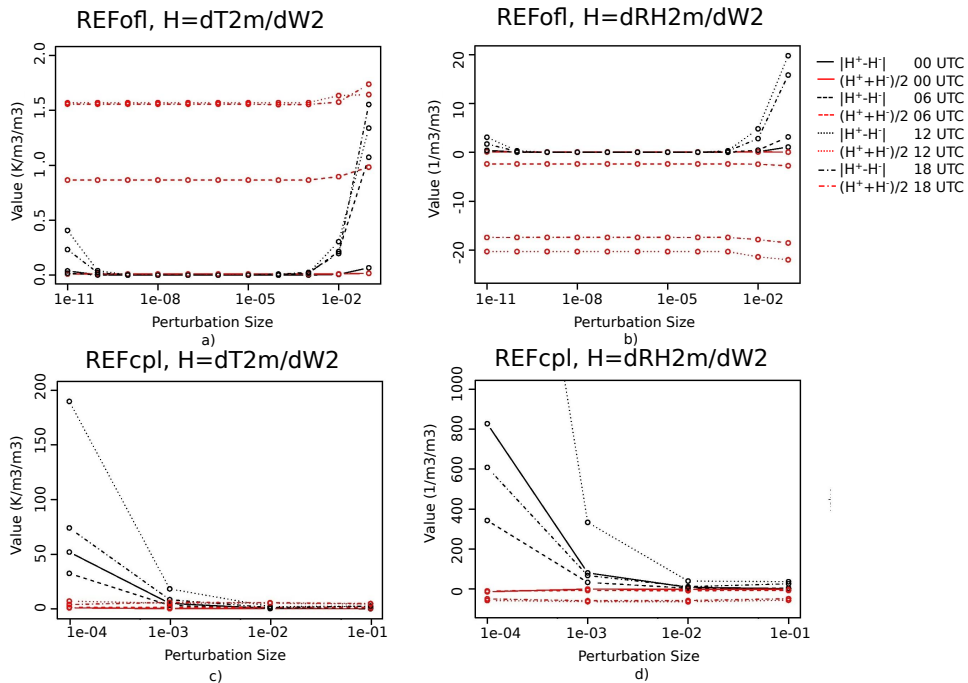 REFofl, H=dT2m/dW2
Value (K/m3/m3)
2.0
1.5
1.0
0.5
0.0
1e-11
1e-08
1e-05
1e-02
Perturbation Size
a)
REFofl, H=dRH2m/dW2
Value (1/m3/m3)
20
10
0
-10
-20
1e-11
1e-08
1e-05
1e-02
Perturbation Size
b)
|H+-H-| 00 UTC
(H++H-)/2 00 UTC
|H+-H-| 06 UTC
(H++H-)/2 06 UTC
|H+-H-| 12 UTC
(H++H-)/2 12 UTC
|H+-H-| 18 UTC
(H++H-)/2 18 UTC
REFcpl, H=dT2m/dW2
Value (K/m3/m3)
200
150
100
50
0
1e-04
1e-03
1e-02
1e-01
Perturbation Size
c)
REFcpl, H=dRH2m/dW2
Value (1/m3/m3)
1000
800
600
400
200
0
1e-04
1e-03
1e-02
1e-01
Perturbation Size
d)